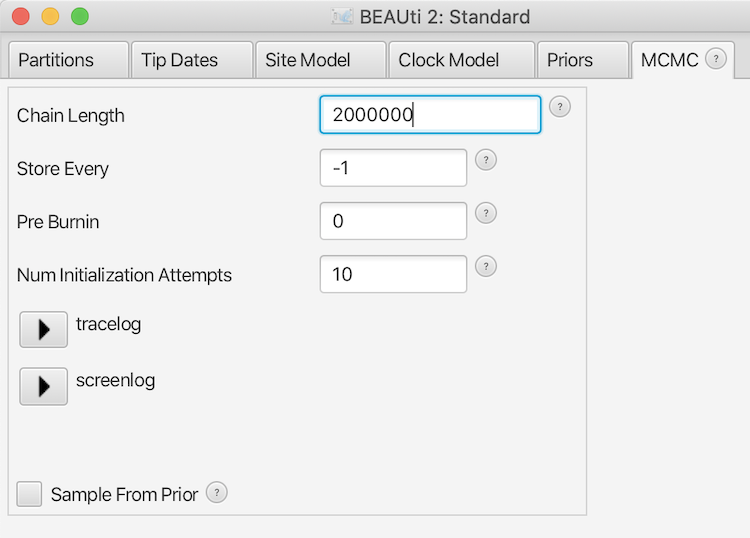 BEAUti 2: Standard
Partitions Tip Dates Site Model Clock Model Priors MCMC ?
Chain Length 2000000 ?
Store Every -1 ?
Pre Burnin 0 ?
Num Initialization Attempts 10 ?
tracelog
screenlog
Sample From Prior ?